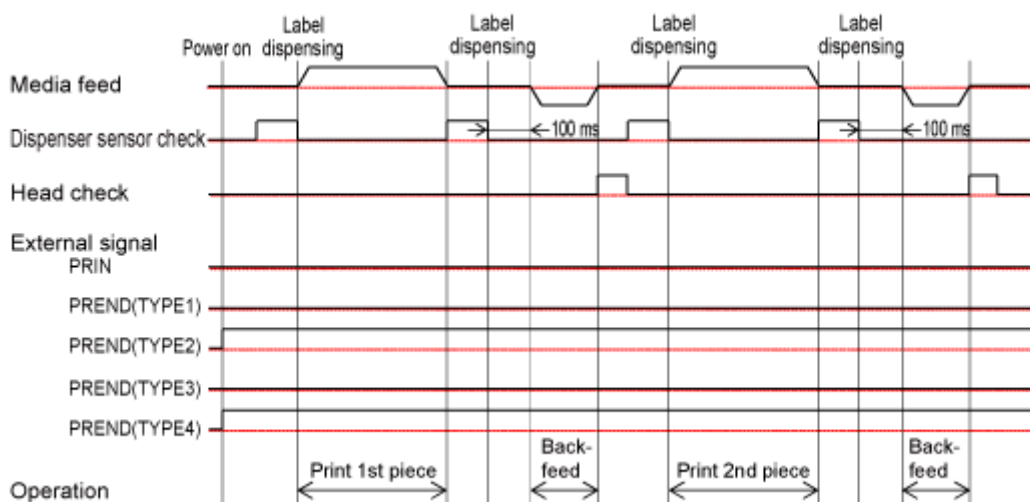 Label dispensing
Label dispensing
Label dispensing
Label dispensing
Power on
Media feed
Dispenser sensor check
100 ms
100 ms
Head check
External signal
PRIN
PREND(TYPE1)
PREND(TYPE2)
PREND(TYPE3)
PREND(TYPE4)
Back-
feed
Back-
feed
Print 1st piece
Print 2nd piece
Operation